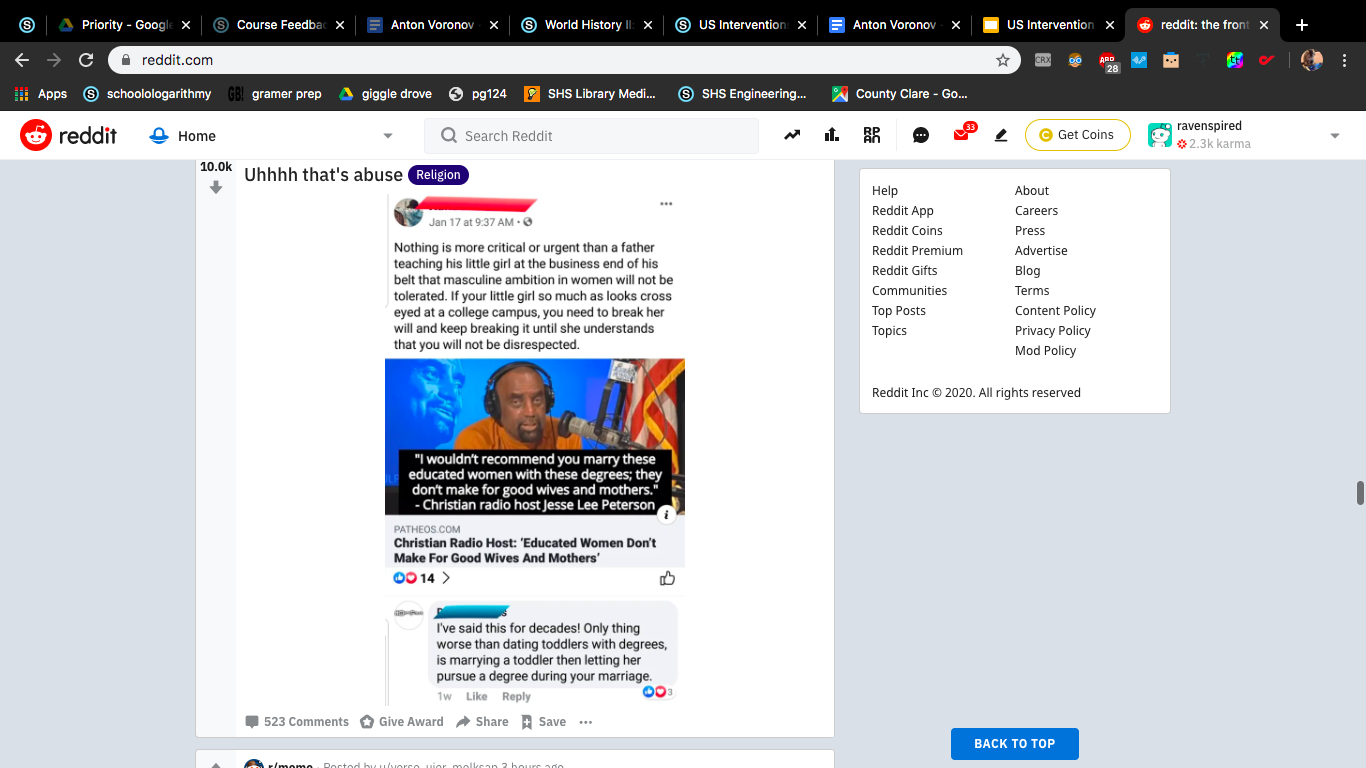 Priority - Google
Course Feedbac
Anton Voronov
World History II:
US Intervention
Anton Voronov
US Intervention
reddit: the front
reddit.com
CRX
ABP
28
Apps
schoolologarithmy
GB!
gramer prep
giggle drove
pg124
SHS Library Medi...
SHS Engineering...
County Clare - Go...
reddit
Home
Search Reddit
RP
AN
33
Get Coins
ravenspired
2.3k karma
10.0k
Uhhhh that's abuse
Religion
Jan 17 at 9:37 AM
Nothing is more critical or urgent than a father
teaching his little girl at the business end of his
belt that masculine ambition in women will not be
tolerated. If your little girl so much as looks cross
eyed at a college campus, you need to break her
will and keep breaking it until she understands
that you will not be disrespected.
"I wouldn't recommend you marry these
educated women with these degrees; they
don't make for good wives and mothers."
- Christian radio host Jesse Lee Peterson
i
PATHEOS.COM
Christian Radio Host: 'Educated Women Don't
Make For Good Wives And Mothers'
14
I've said this for decades! Only thing
worse than dating toddlers with degrees,
is marrying a toddler then letting her
pursue a degree during your marriage.
1w Like Reply
3
523 Comments
Give Award
Share
Save
Help
About
Reddit App
Careers
Reddit Coins
Press
Reddit Premium
Advertise
Reddit Gifts
Blog
Communities
Terms
Top Posts
Content Policy
Topics
Privacy Policy
Mod Policy
Reddit Inc © 2020. All rights reserved
BACK TO TOP